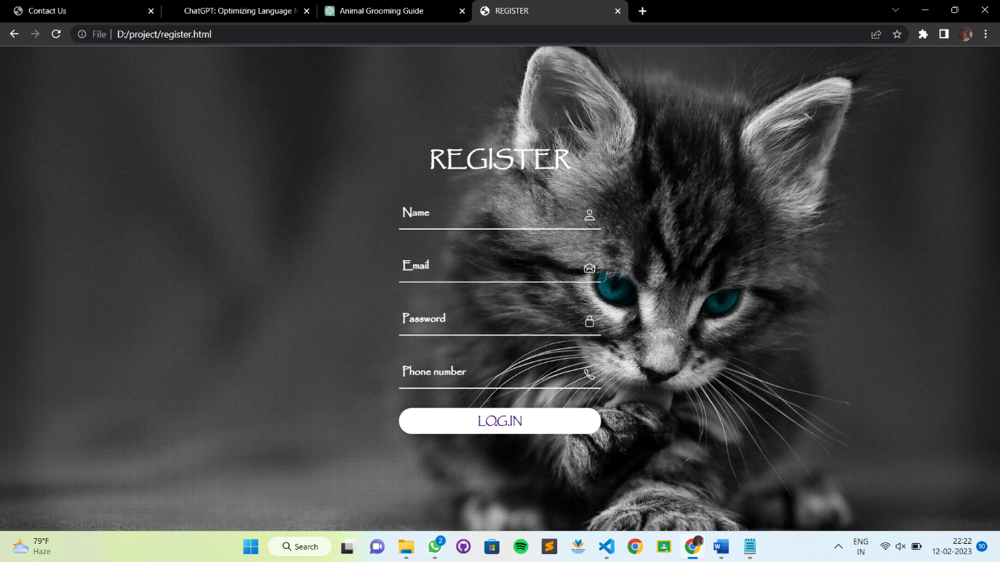 Contact Us
ChatGPT: Optimizing Language
Animal Grooming Guide
REGISTER
File | D:/project/register.html
REGISTER
Name
Email
Password
Phone number
LOG.IN
79°F
Haze
Search
2
ENG
IN
22:22
12-02-2023
10